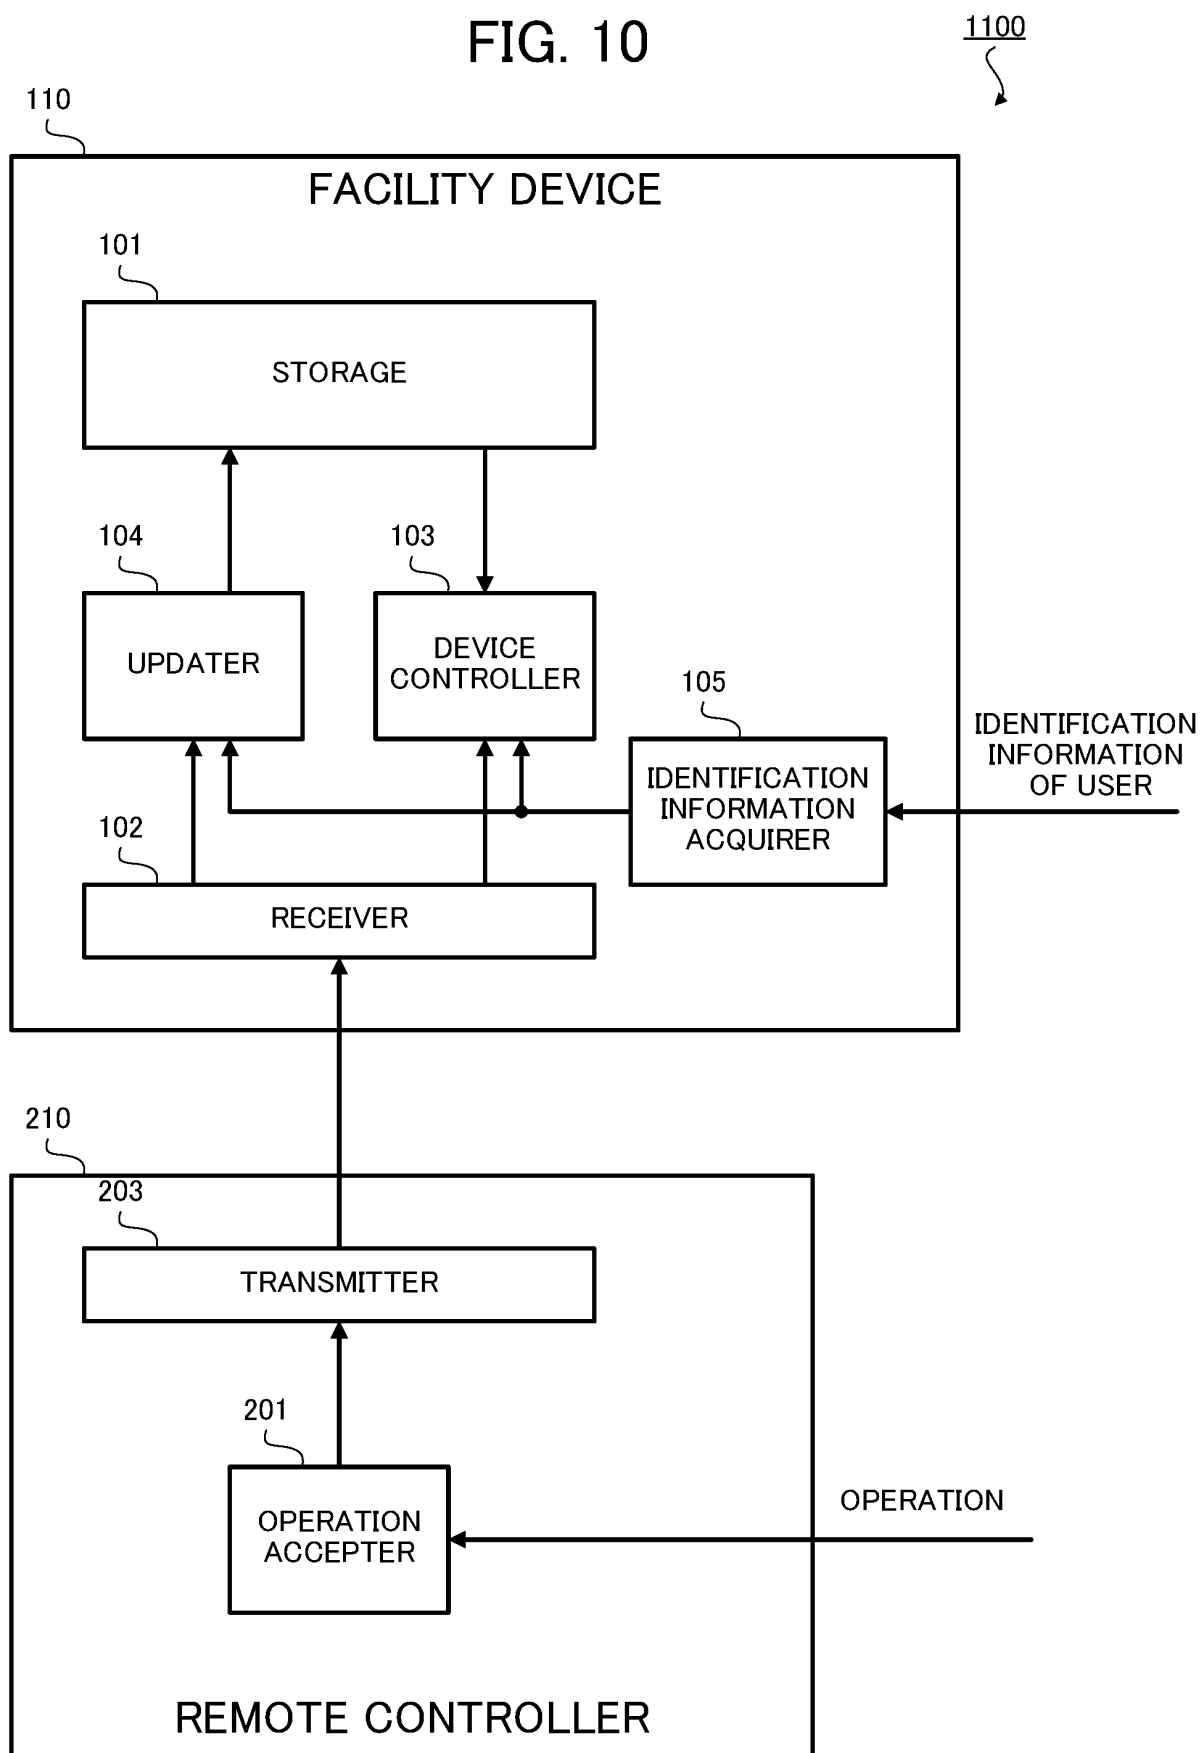 FIG. 10
1100
110
FACILITY DEVICE
101
STORAGE
104
103
UPDATER
DEVICE
CONTROLLER
105
IDENTIFICATION
INFORMATION
OF USER
IDENTIFICATION
INFORMATION
ACQUIRER
102
RECEIVER
210
203
TRANSMITTER
201
OPERATION
ACCEPTER
OPERATION
REMOTE CONTROLLER